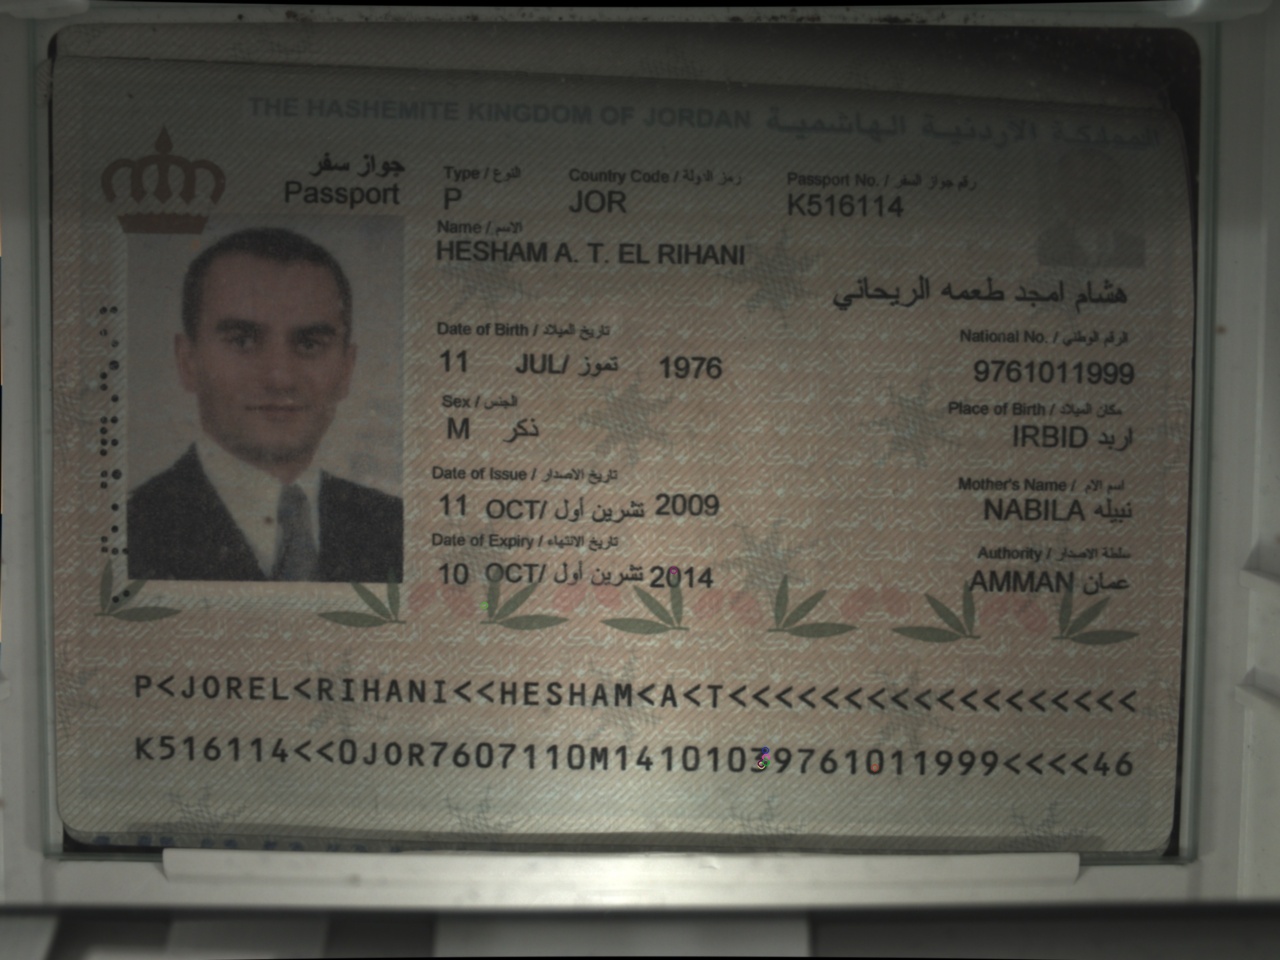 THE HASHEMITE KINGDOM OF JORDAN المملكة الأردنية الهاشمية
جواز سفر
Passport
Type / النوع
P
Country Code / رمز الدولة
JOR
Passport No. / رقم جواز السفر
K516114
Name / الاسم
HESHAM A. T. EL RIHANI
هشام امجد طعمه الريحاني
Date of Birth / تاريخ الميلاد
11 JUL/ تموز 1976
National No. / الرقم الوطني
9761011999
Sex / الجنس
M ذكر
Place of Birth / مكان الميلاد
IRBID اربد
Date of Issue / تاريخ الاصدار
11 OCT/ تشرين أول 2009
Mother's Name / اسم الام
NABILA نبيله
Date of Expiry / تاريخ الانتهاء
10 OCT/ تشرين أول 2014
Authority / سلطة الاصدار
AMMAN عمان
P<JOREL<RIHANI<<HESHAM<A<T<<<<<<<<<<<<<<<<<<
K516114<<0JOR7607110M14101039761011999<<<<46